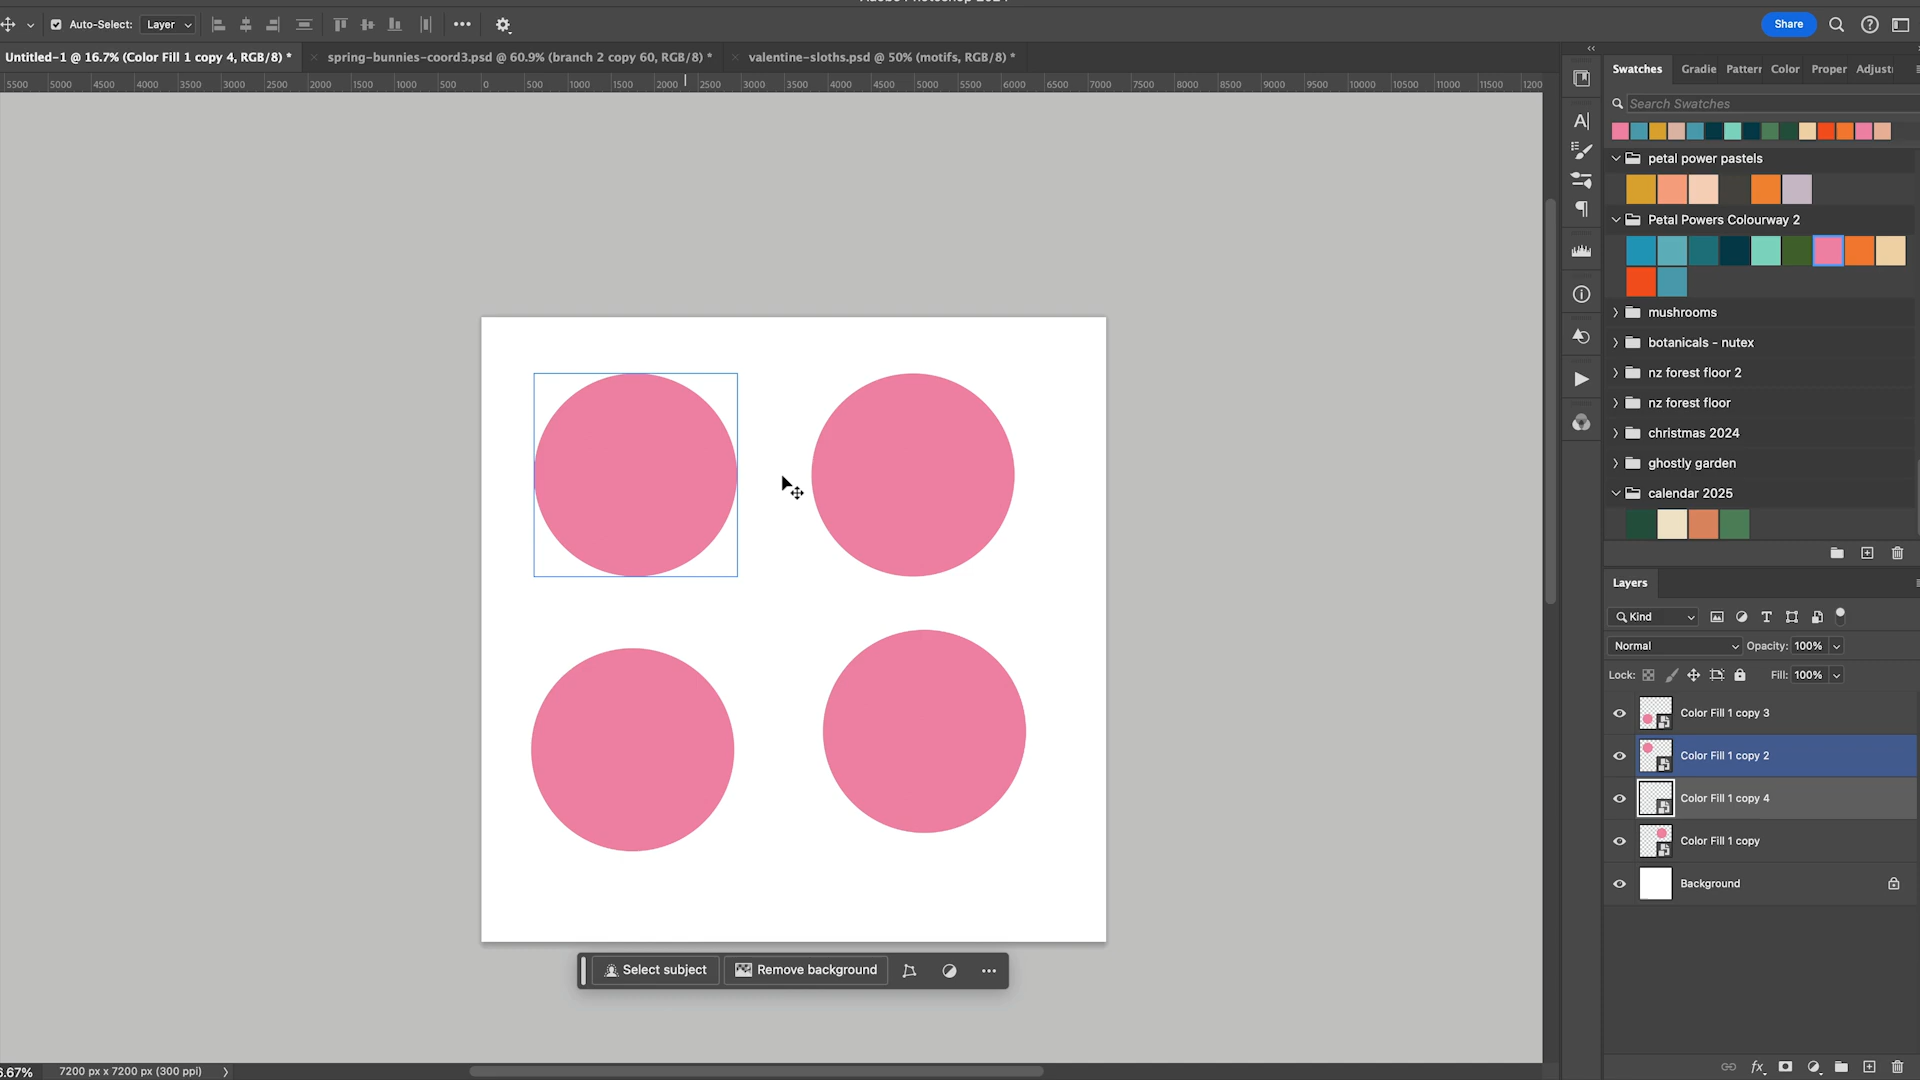 Auto-Select: Layer
Share
Untitled-1 @ 16.7% (Color Fill 1 copy 4, RGB/8) *
spring-bunnies-coord3.psd @ 60.9% (branch 2 copy 60, RGB/8) *
valentine-sloths.psd @ 50% (motifs, RGB/8) *
5500 5000 4500 4000 3500 3000 2500 2000 1500 1000 500 0 500 1000 1500 2000 2500 3000 3500 4000 4500 5000 5500 6000 6500 7000 7500 8000 8500 9000 9500 10000 10500 11000 11500 1200
Swatches Gradie Patterr Color Proper Adjust
Search Swatches
petal power pastels
Petal Powers Colourway 2
mushrooms
botanicals - nutex
nz forest floor 2
nz forest floor
christmas 2024
ghostly garden
calendar 2025
Layers
Kind
Normal Opacity: 100%
Lock: Fill: 100%
Color Fill 1 copy 3
Color Fill 1 copy 2
Color Fill 1 copy 4
Color Fill 1 copy
Background
Select subject Remove background
6.67% 7200 px x 7200 px (300 ppi)